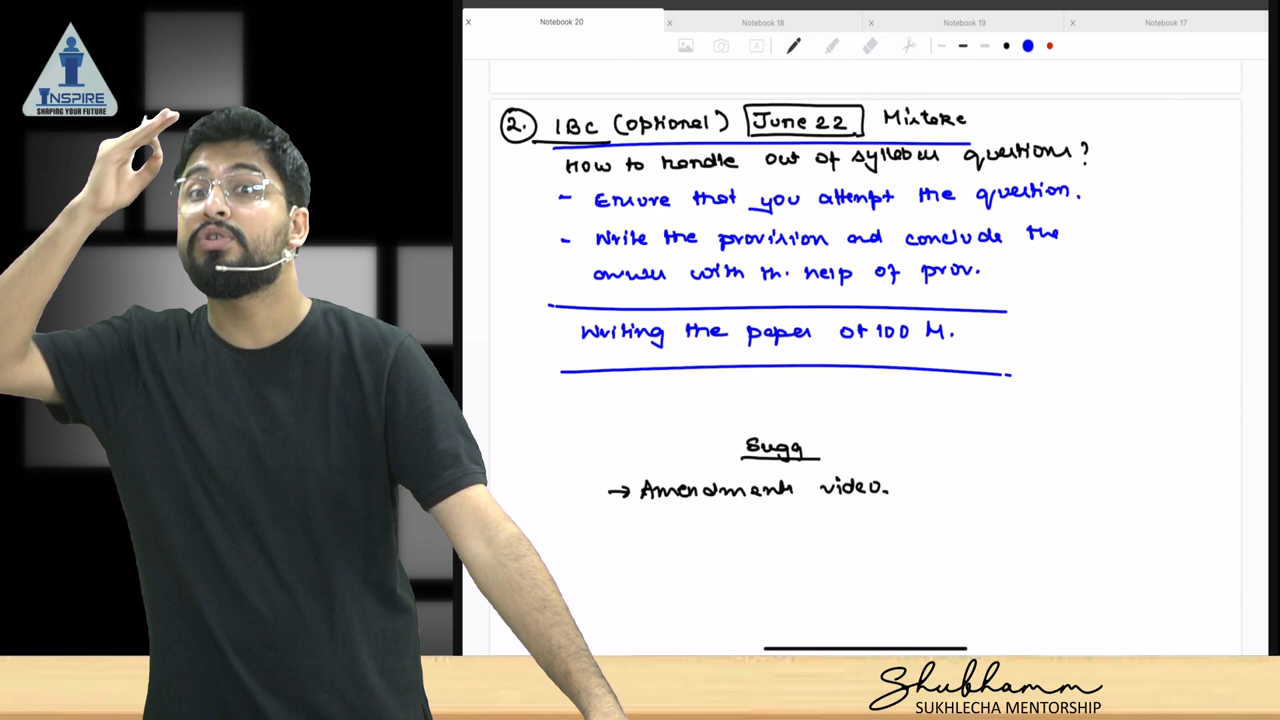 Notebook 20
Notebook 18
Notebook 19
Notebook 17
INSPIRE
SHAPING YOUR FUTURE
2. IBC (optional) June 22 Mistake
How to handle out of syllabus questions?
- Ensure that you attempt the question.
- Write the provision and conclude the
answer with th. help of prov.
Writing the paper of 100 M.
Sugg
→ Amendments video.
Shubhamm
SUKHLECHA MENTORSHIP